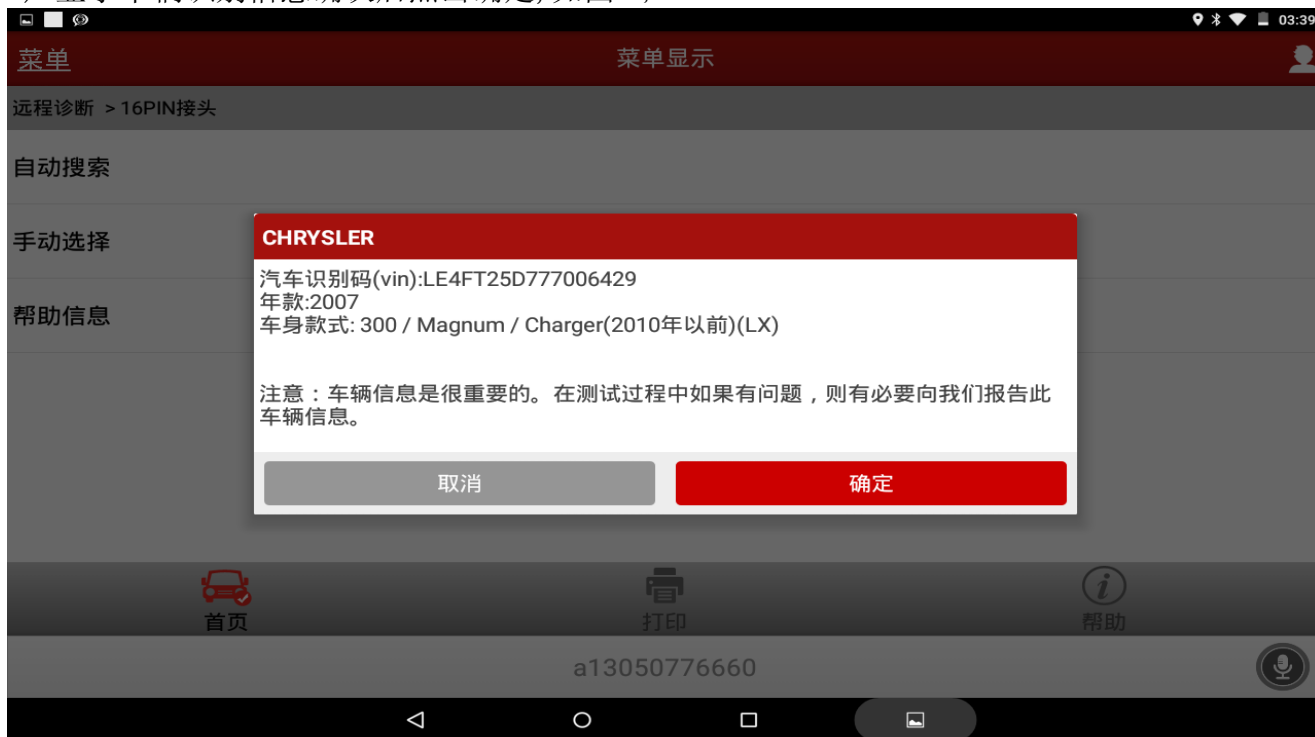 03:39
菜单
菜单显示
远程诊断 >16PIN接头
自动搜索
手动选择
帮助信息
CHRYSLER
汽车识别码(vin):LE4FT25D777006429
年款:2007
车身款式: 300 / Magnum / Charger(2010年以前)(LX)
注意：车辆信息是很重要的。在测试过程中如果有问题，则有必要向我们报告此
车辆信息。
取消
确定
首页
打印
帮助
a13050776660